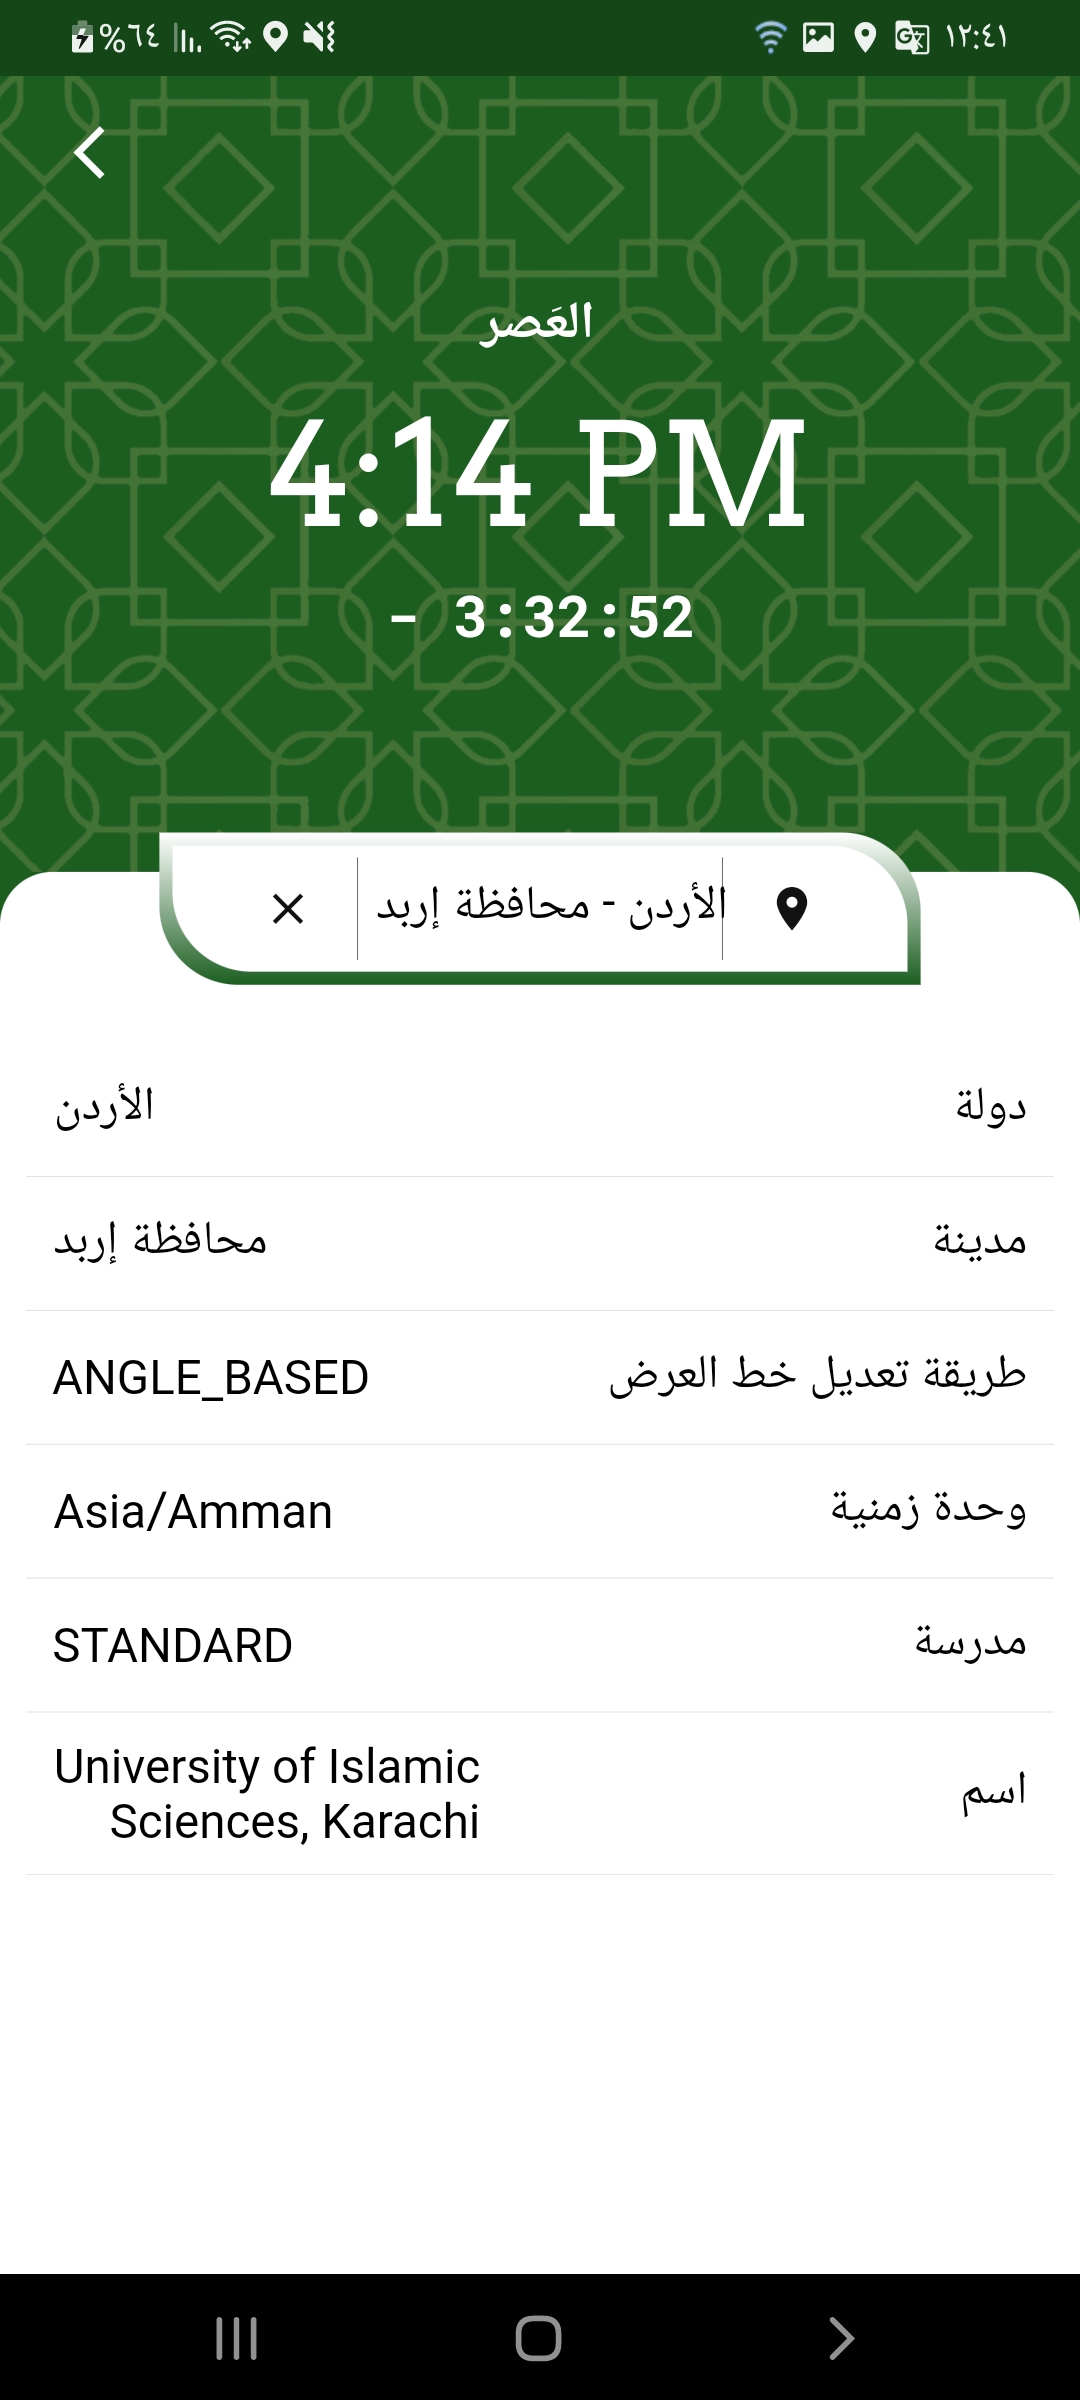 ١٢:٤١
%٦٤
العَصر
4:14 PM
- 3:32:52
الأردن - محافظة إربد
دولة
الأردن
مدينة
محافظة إربد
طريقة تعديل خط العرض
ANGLE_BASED
وحدة زمنية
Asia/Amman
مدرسة
STANDARD
اسم
University of Islamic
Sciences, Karachi